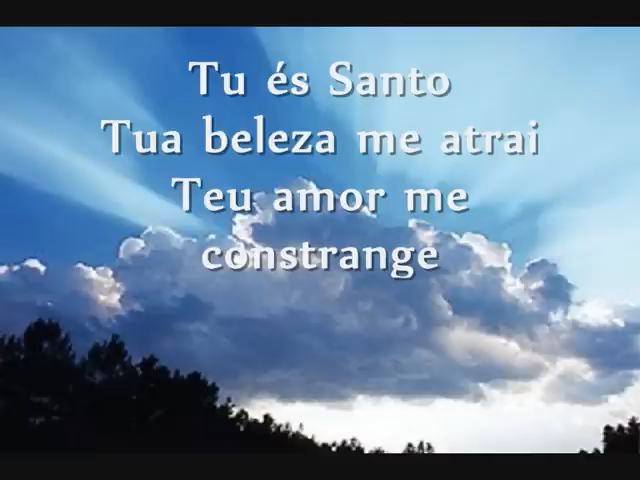 Tu és Santo
Tua beleza me atrai
Teu amor me
constrange